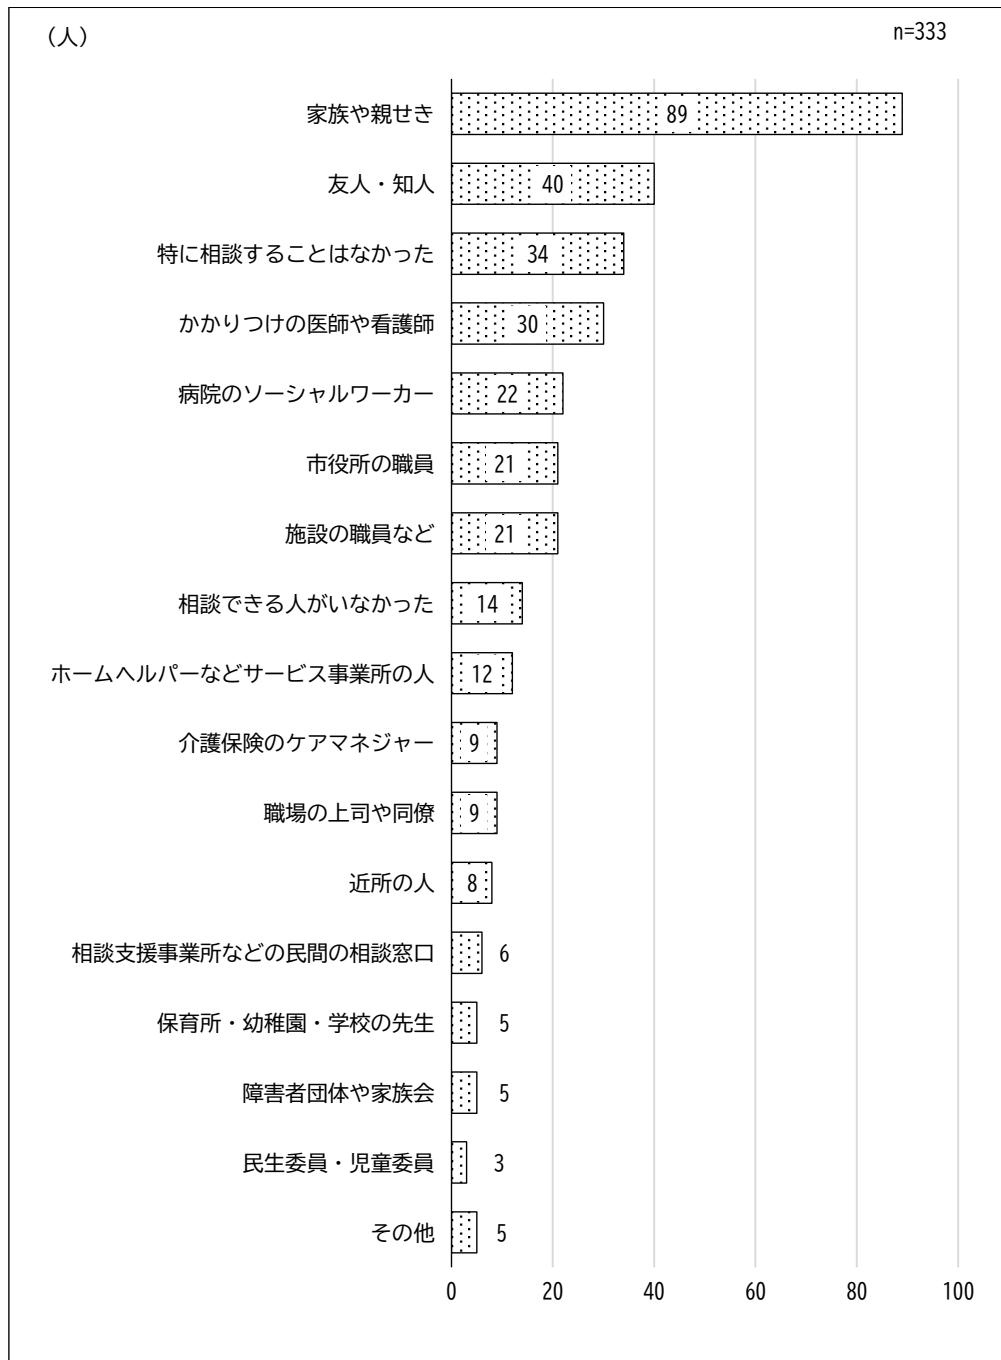 （人）
n=333
家族や親せき 89
友人・知人 40
特に相談することはなかった 34
かかりつけの医師や看護師 30
病院のソーシャルワーカー 22
市役所の職員 21
施設の職員など 21
相談できる人がいなかった 14
ホームヘルパーなどサービス事業所の人 12
介護保険のケアマネジャー 9
職場の上司や同僚 9
近所の人 8
相談支援事業所などの民間の相談窓口 6
保育所・幼稚園・学校の先生 5
障害者団体や家族会 5
民生委員・児童委員 3
その他 5
0 20 40 60 80 100